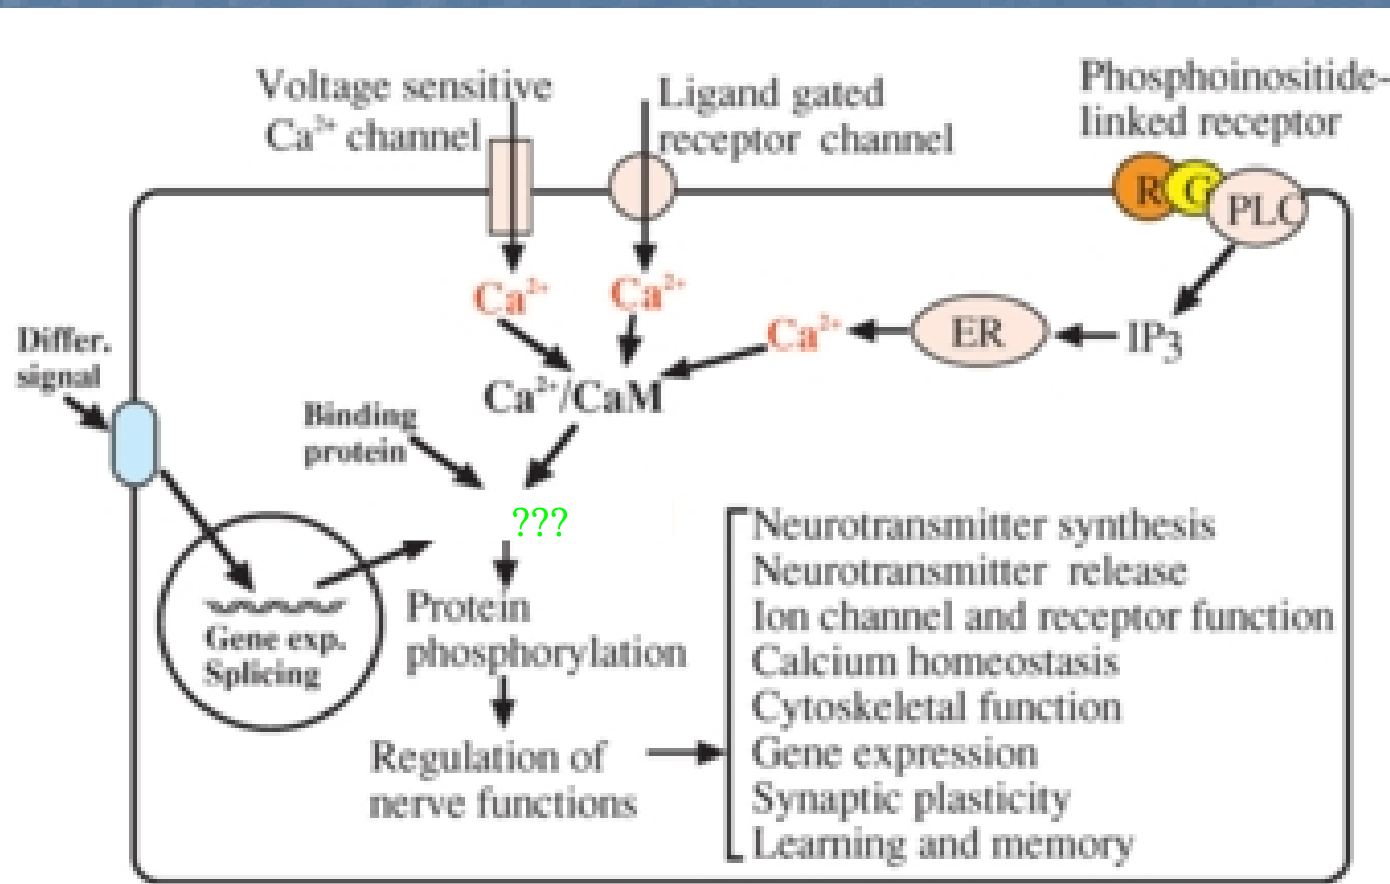 Voltage sensitive
Ca²⁺ channel
Ligand gated
receptor channel
Phosphoinositide-
linked receptor
R
G
PLC
Ca²⁺
Ca²⁺
Ca²⁺
ER
IP₃
Differ.
signal
Ca²⁺/CaM
Binding
protein
???
Gene exp.
Splicing
Protein
phosphorylation
Regulation of
nerve functions
Neurotransmitter synthesis
Neurotransmitter release
Ion channel and receptor function
Calcium homeostasis
Cytoskeletal function
Gene expression
Synaptic plasticity
Learning and memory